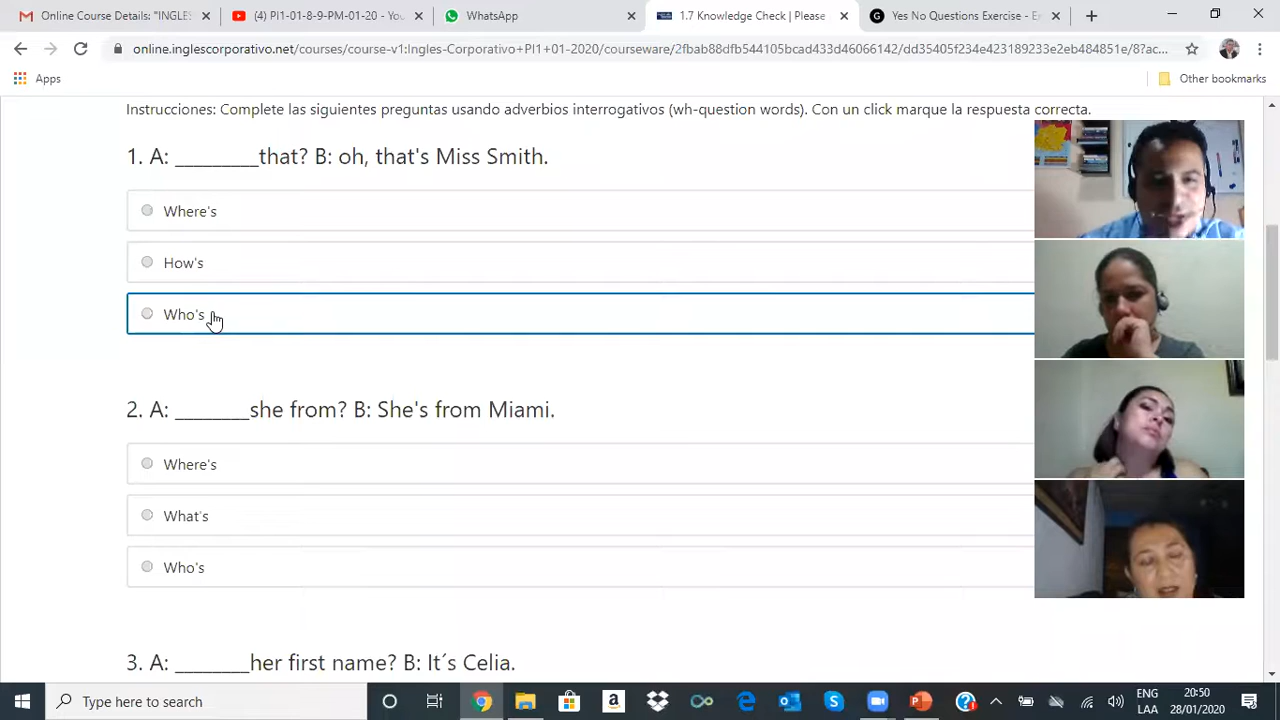 Online Course Details: "INGLES
(4) PI1-01-8-9-PM-01-20 -
WhatsApp
1.7 Knowledge Check | Please
Yes No Questions Exercise - En
online.inglescorporativo.net/courses/course-v1:Ingles-Corporativo+PI1+01-2020/courseware/2fbab88dfb544105bcad433d46066142/dd35405f234e423189233e2eb484851e/8?ac...
Apps
Other bookmarks
Instrucciones: Complete las siguientes preguntas usando adverbios interrogativos (wh-question words). Con un click marque la respuesta correcta.
1. A: _________that? B: oh, that's Miss Smith.
Where's
How's
Who's
2. A: ________she from? B: She's from Miami.
Where's
What's
Who's
3. A: ________her first name? B: It´s Celia.
Type here to search
ENG
LAA
20:50
28/01/2020